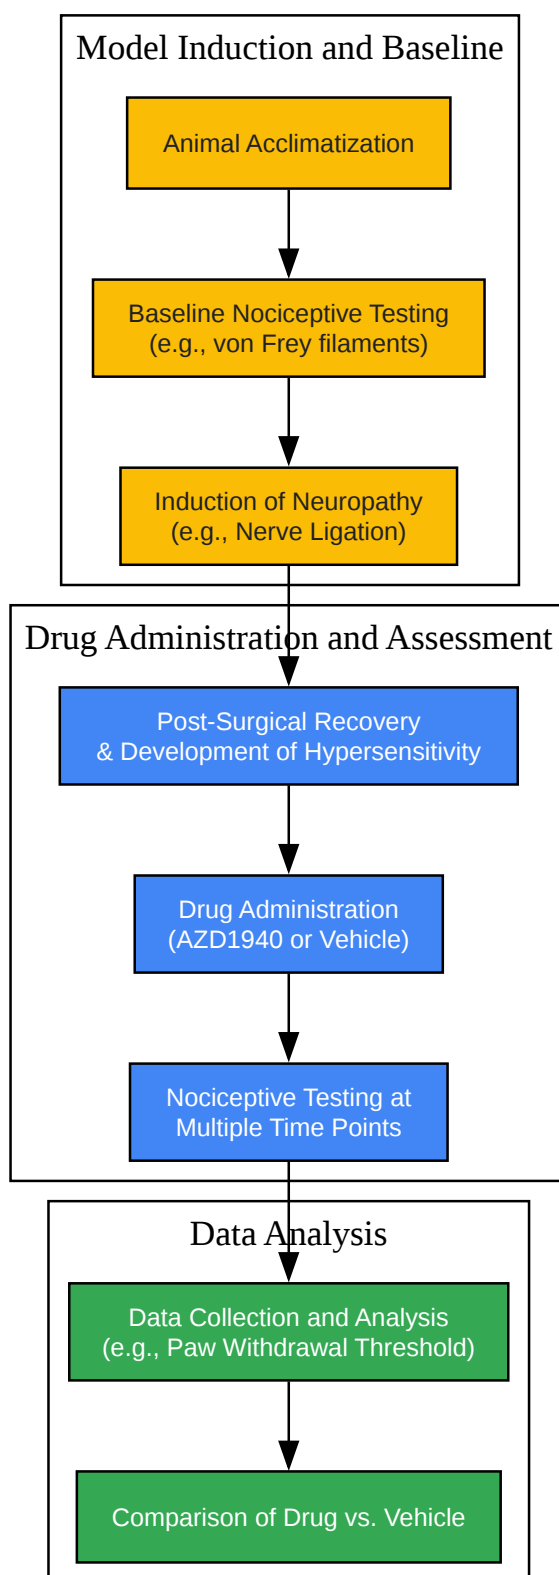 Model Induction and Baseline
Animal Acclimatization
Baseline Nociceptive Testing
(e.g., von Frey filaments)
Induction of Neuropathy
(e.g., Nerve Ligation)
Drug Administration and Assessment
Post-Surgical Recovery
& Development of Hypersensitivity
Drug Administration
(AZD1940 or Vehicle)
Nociceptive Testing at
Multiple Time Points
Data Analysis
Data Collection and Analysis
(e.g., Paw Withdrawal Threshold)
Comparison of Drug vs. Vehicle